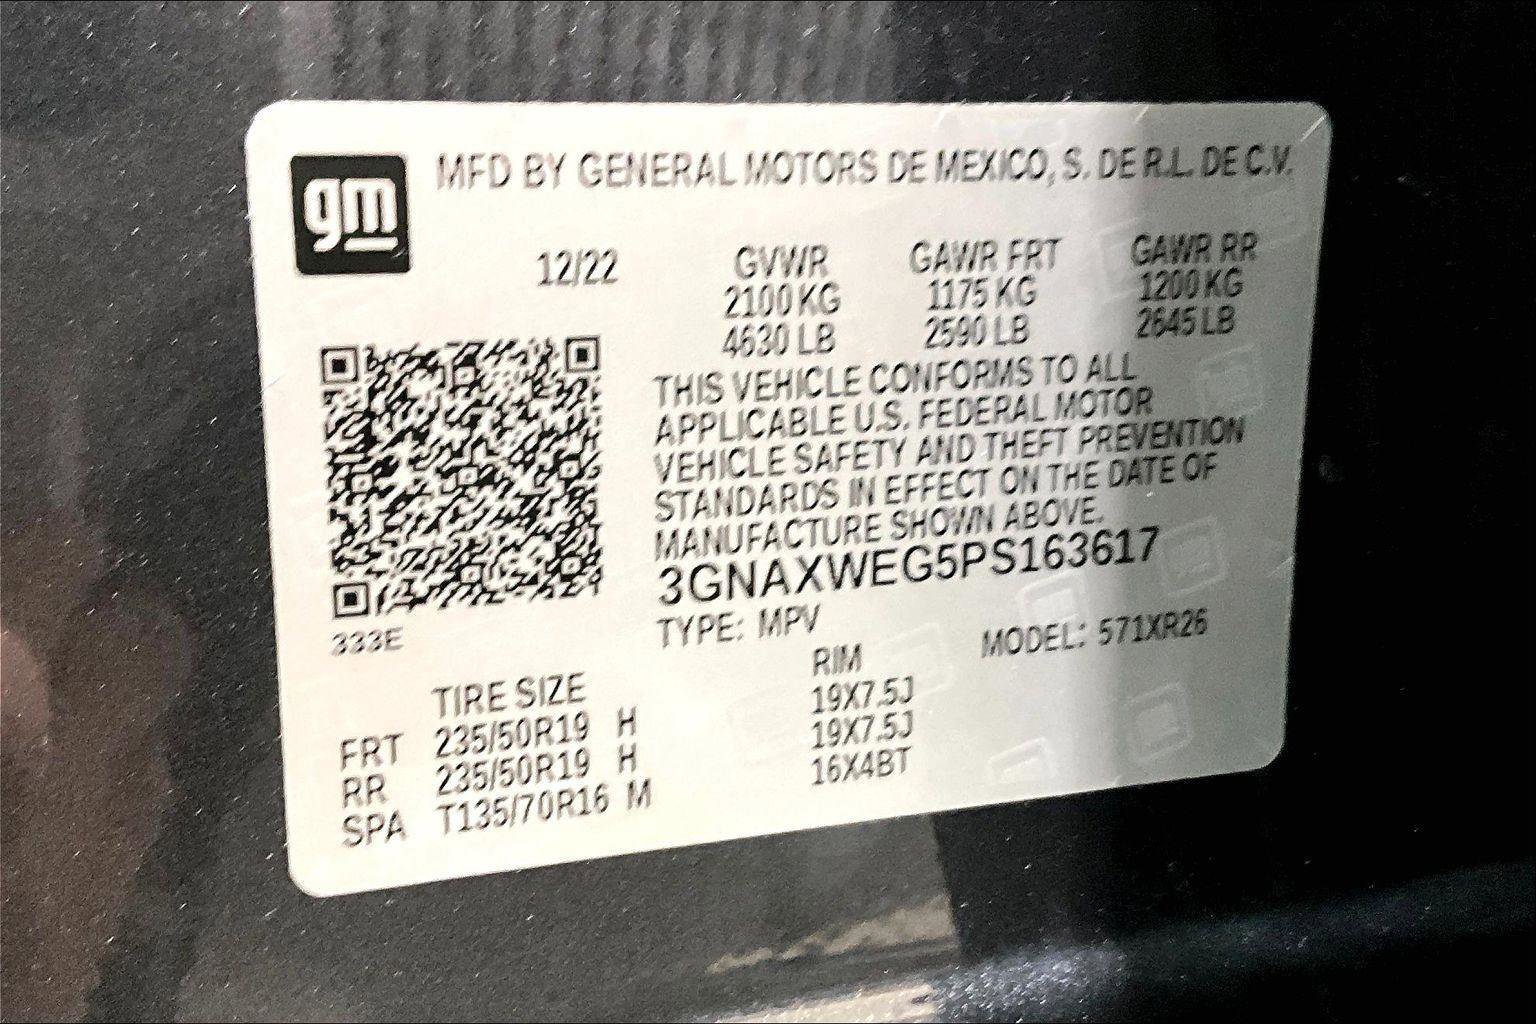 gm
MFD BY GENERAL MOTORS DE MEXICO, S. DE R.L. DE C.V.
12/22 GVWR GAWR FRT GAWR RR
2100 KG 1175 KG 1200 KG
4630 LB 2590 LB 2645 LB
THIS VEHICLE CONFORMS TO ALL
APPLICABLE U.S. FEDERAL MOTOR
VEHICLE SAFETY AND THEFT PREVENTION
STANDARDS IN EFFECT ON THE DATE OF
MANUFACTURE SHOWN ABOVE.
3GNAXWEG5PS163617
333E
TYPE: MPV MODEL: 571XR26
TIRE SIZE RIM
FRT 235/50R19 H 19X7.5J
RR 235/50R19 H 19X7.5J
SPA T135/70R16 M 16X4BT